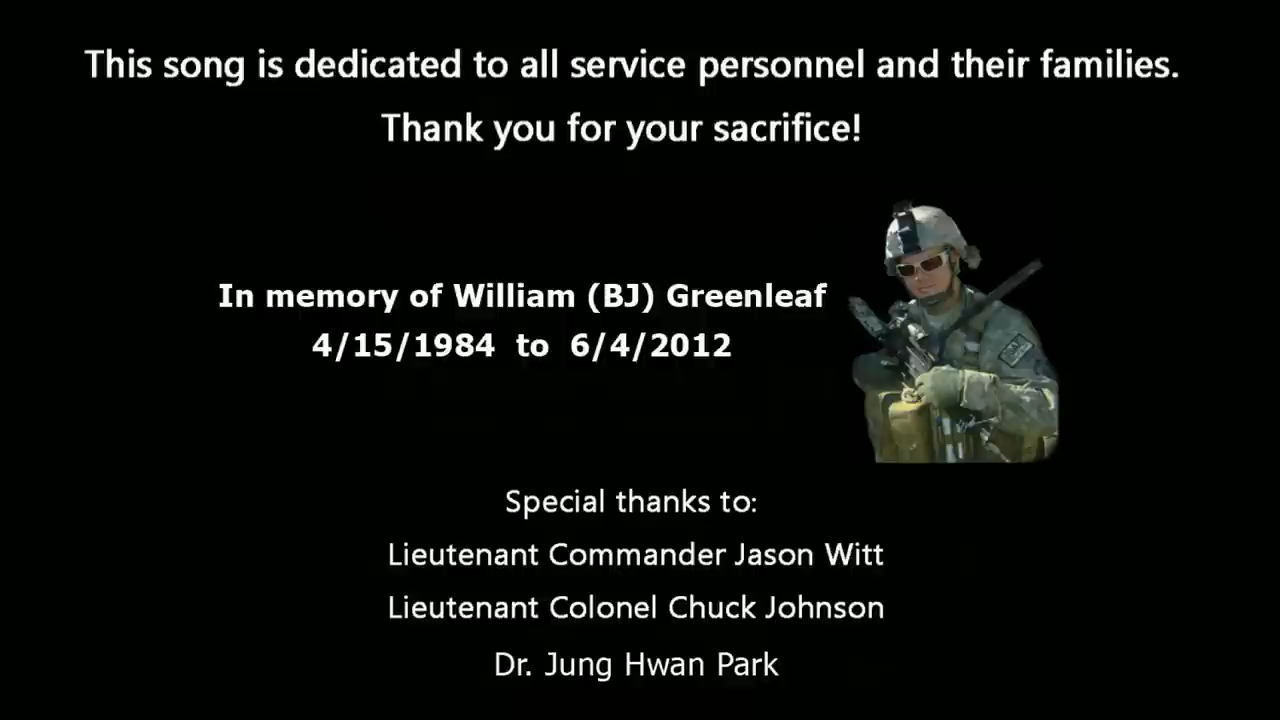 This song is dedicated to all service personnel and their families.
Thank you for your sacrifice!
In memory of William (BJ) Greenleaf
4/15/1984 to 6/4/2012
Special thanks to:
Lieutenant Commander Jason Witt
Lieutenant Colonel Chuck Johnson
Dr. Jung Hwan Park